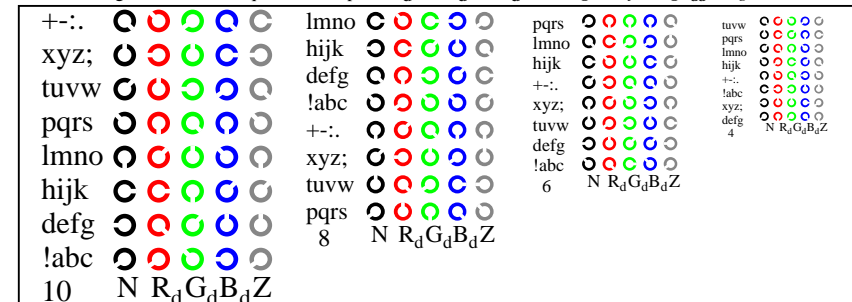 +-:.
xyz;
tuvw
pqrs
lmno
hijk
defg
!abc
10 N RdGdBdZ
lmno
hijk
defg
!abc
+-:.
xyz;
tuvw
pqrs
8 N RdGdBdZ
pqrs
lmno
hijk
+-:.
xyz;
tuvw
defg
!abc
6 N RdGdBdZ
tuvw
pqrs
lmno
hijk
+-:.
!abc
xyz;
defg
4 N RdGdBdZ